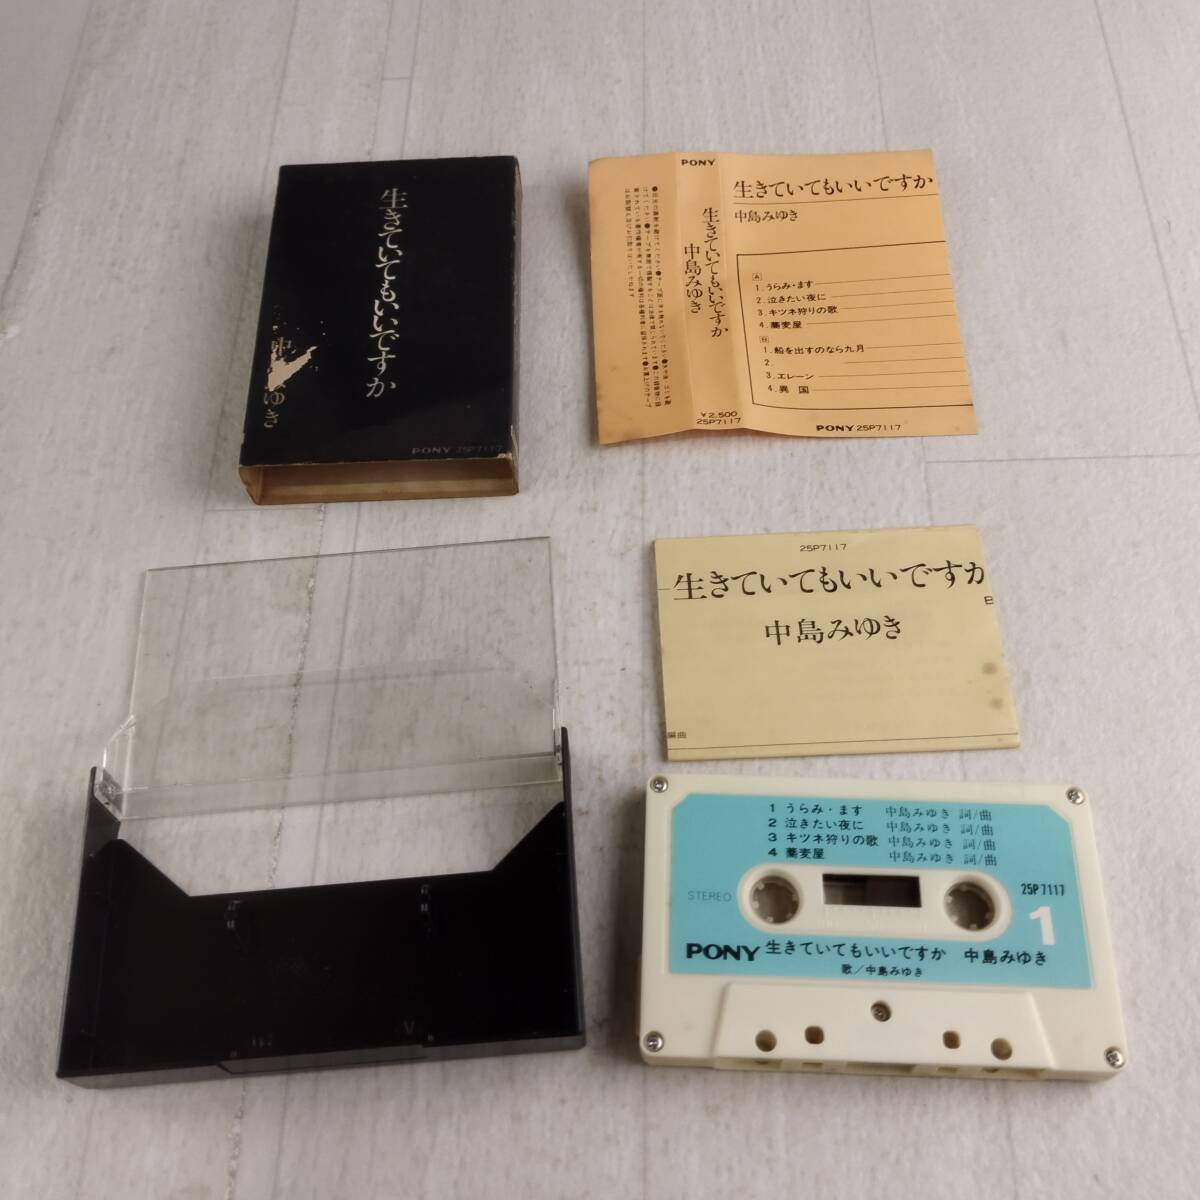 生きていてもいいですか
中
ゆき
PONY 25P7117
PONY
生きていてもいいですか
中島みゆき
¥2,500
25P7117
生きていてもいいですか
中島みゆき
A
1. うらみ・ます
2. 泣きたい夜に
3. キツネ狩りの歌
4. 蕎麦屋
B
1. 船を出すのなら九月
2.
3. エレーン
4. 異国
PONY 25P7117
25P7117
生きていてもいいですか
B
中島みゆき
編曲
1 うらみ・ます 中島みゆき 詞/曲
2 泣きたい夜に 中島みゆき 詞/曲
3 キツネ狩りの歌 中島みゆき 詞/曲
4 蕎麦屋 中島みゆき 詞/曲
STEREO
25P7117
1
PONY 生きていてもいいですか 中島みゆき
歌/中島みゆき